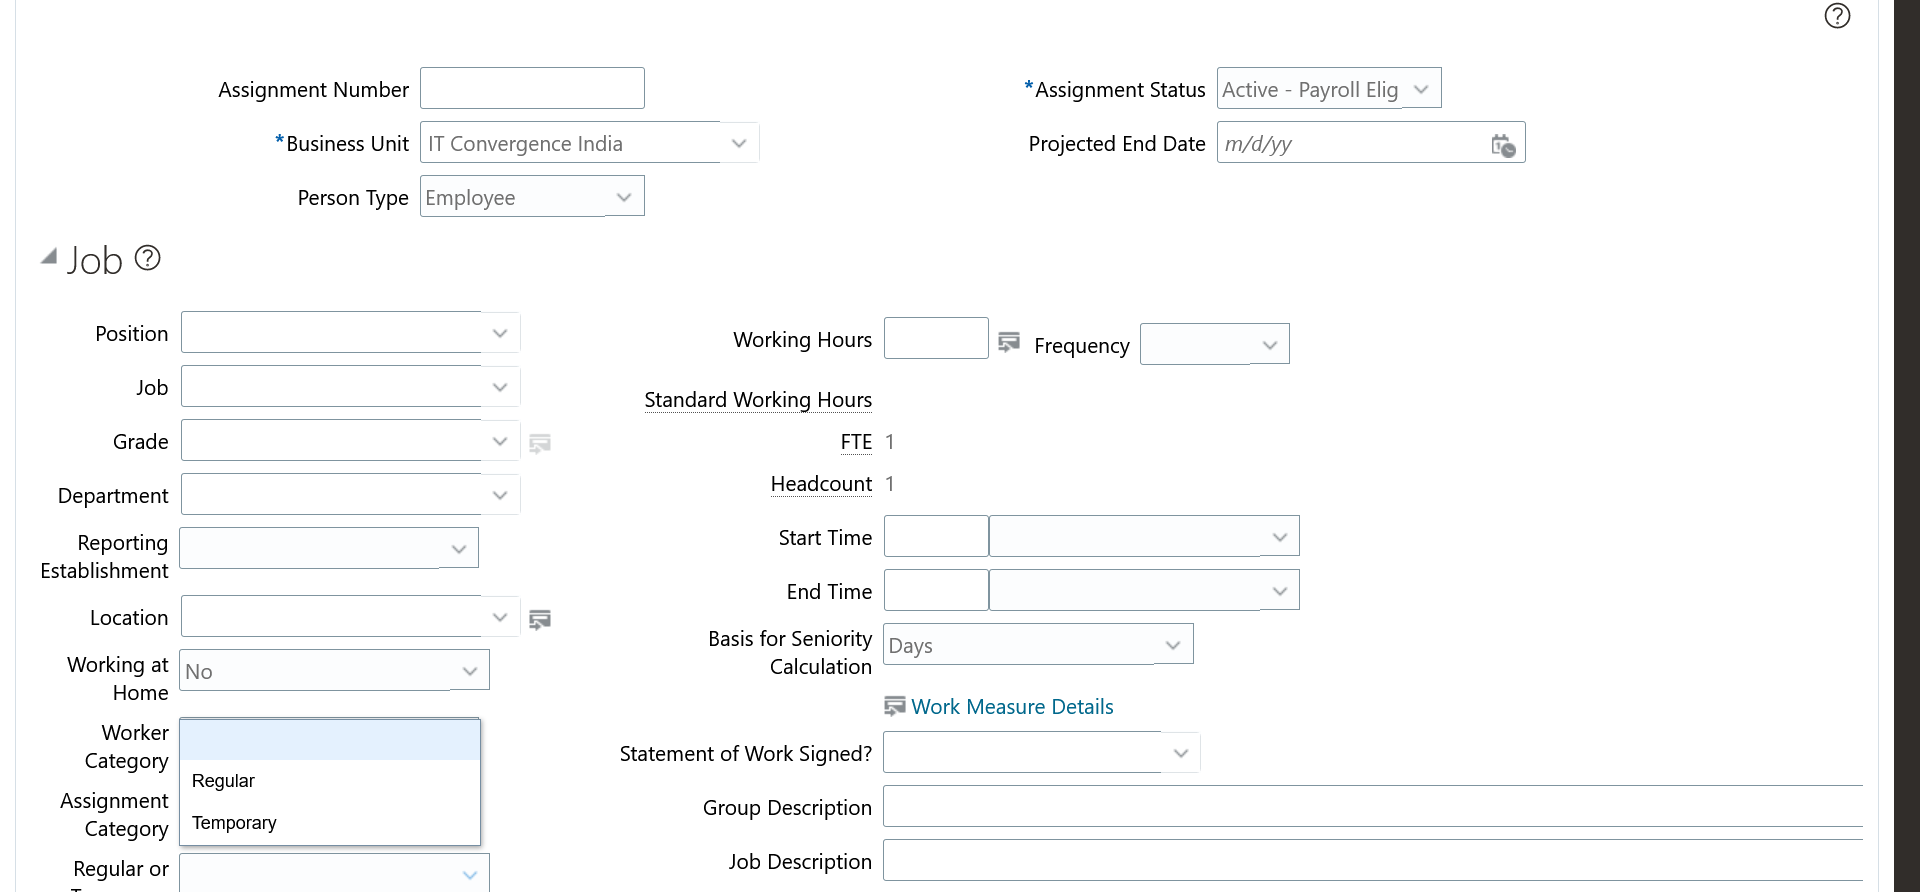 Assignment Number
*Assignment Status Active - Payroll Elig
*Business Unit IT Convergence India
Projected End Date m/d/yy
Person Type Employee
Job
Position
Job
Grade
Department
Reporting
Establishment
Location
Working at
Home No
Worker
Category
Regular
Temporary
Assignment
Category
Regular or
Working Hours
Frequency
Standard Working Hours
FTE 1
Headcount 1
Start Time
End Time
Basis for Seniority
Calculation Days
Work Measure Details
Statement of Work Signed?
Group Description
Job Description